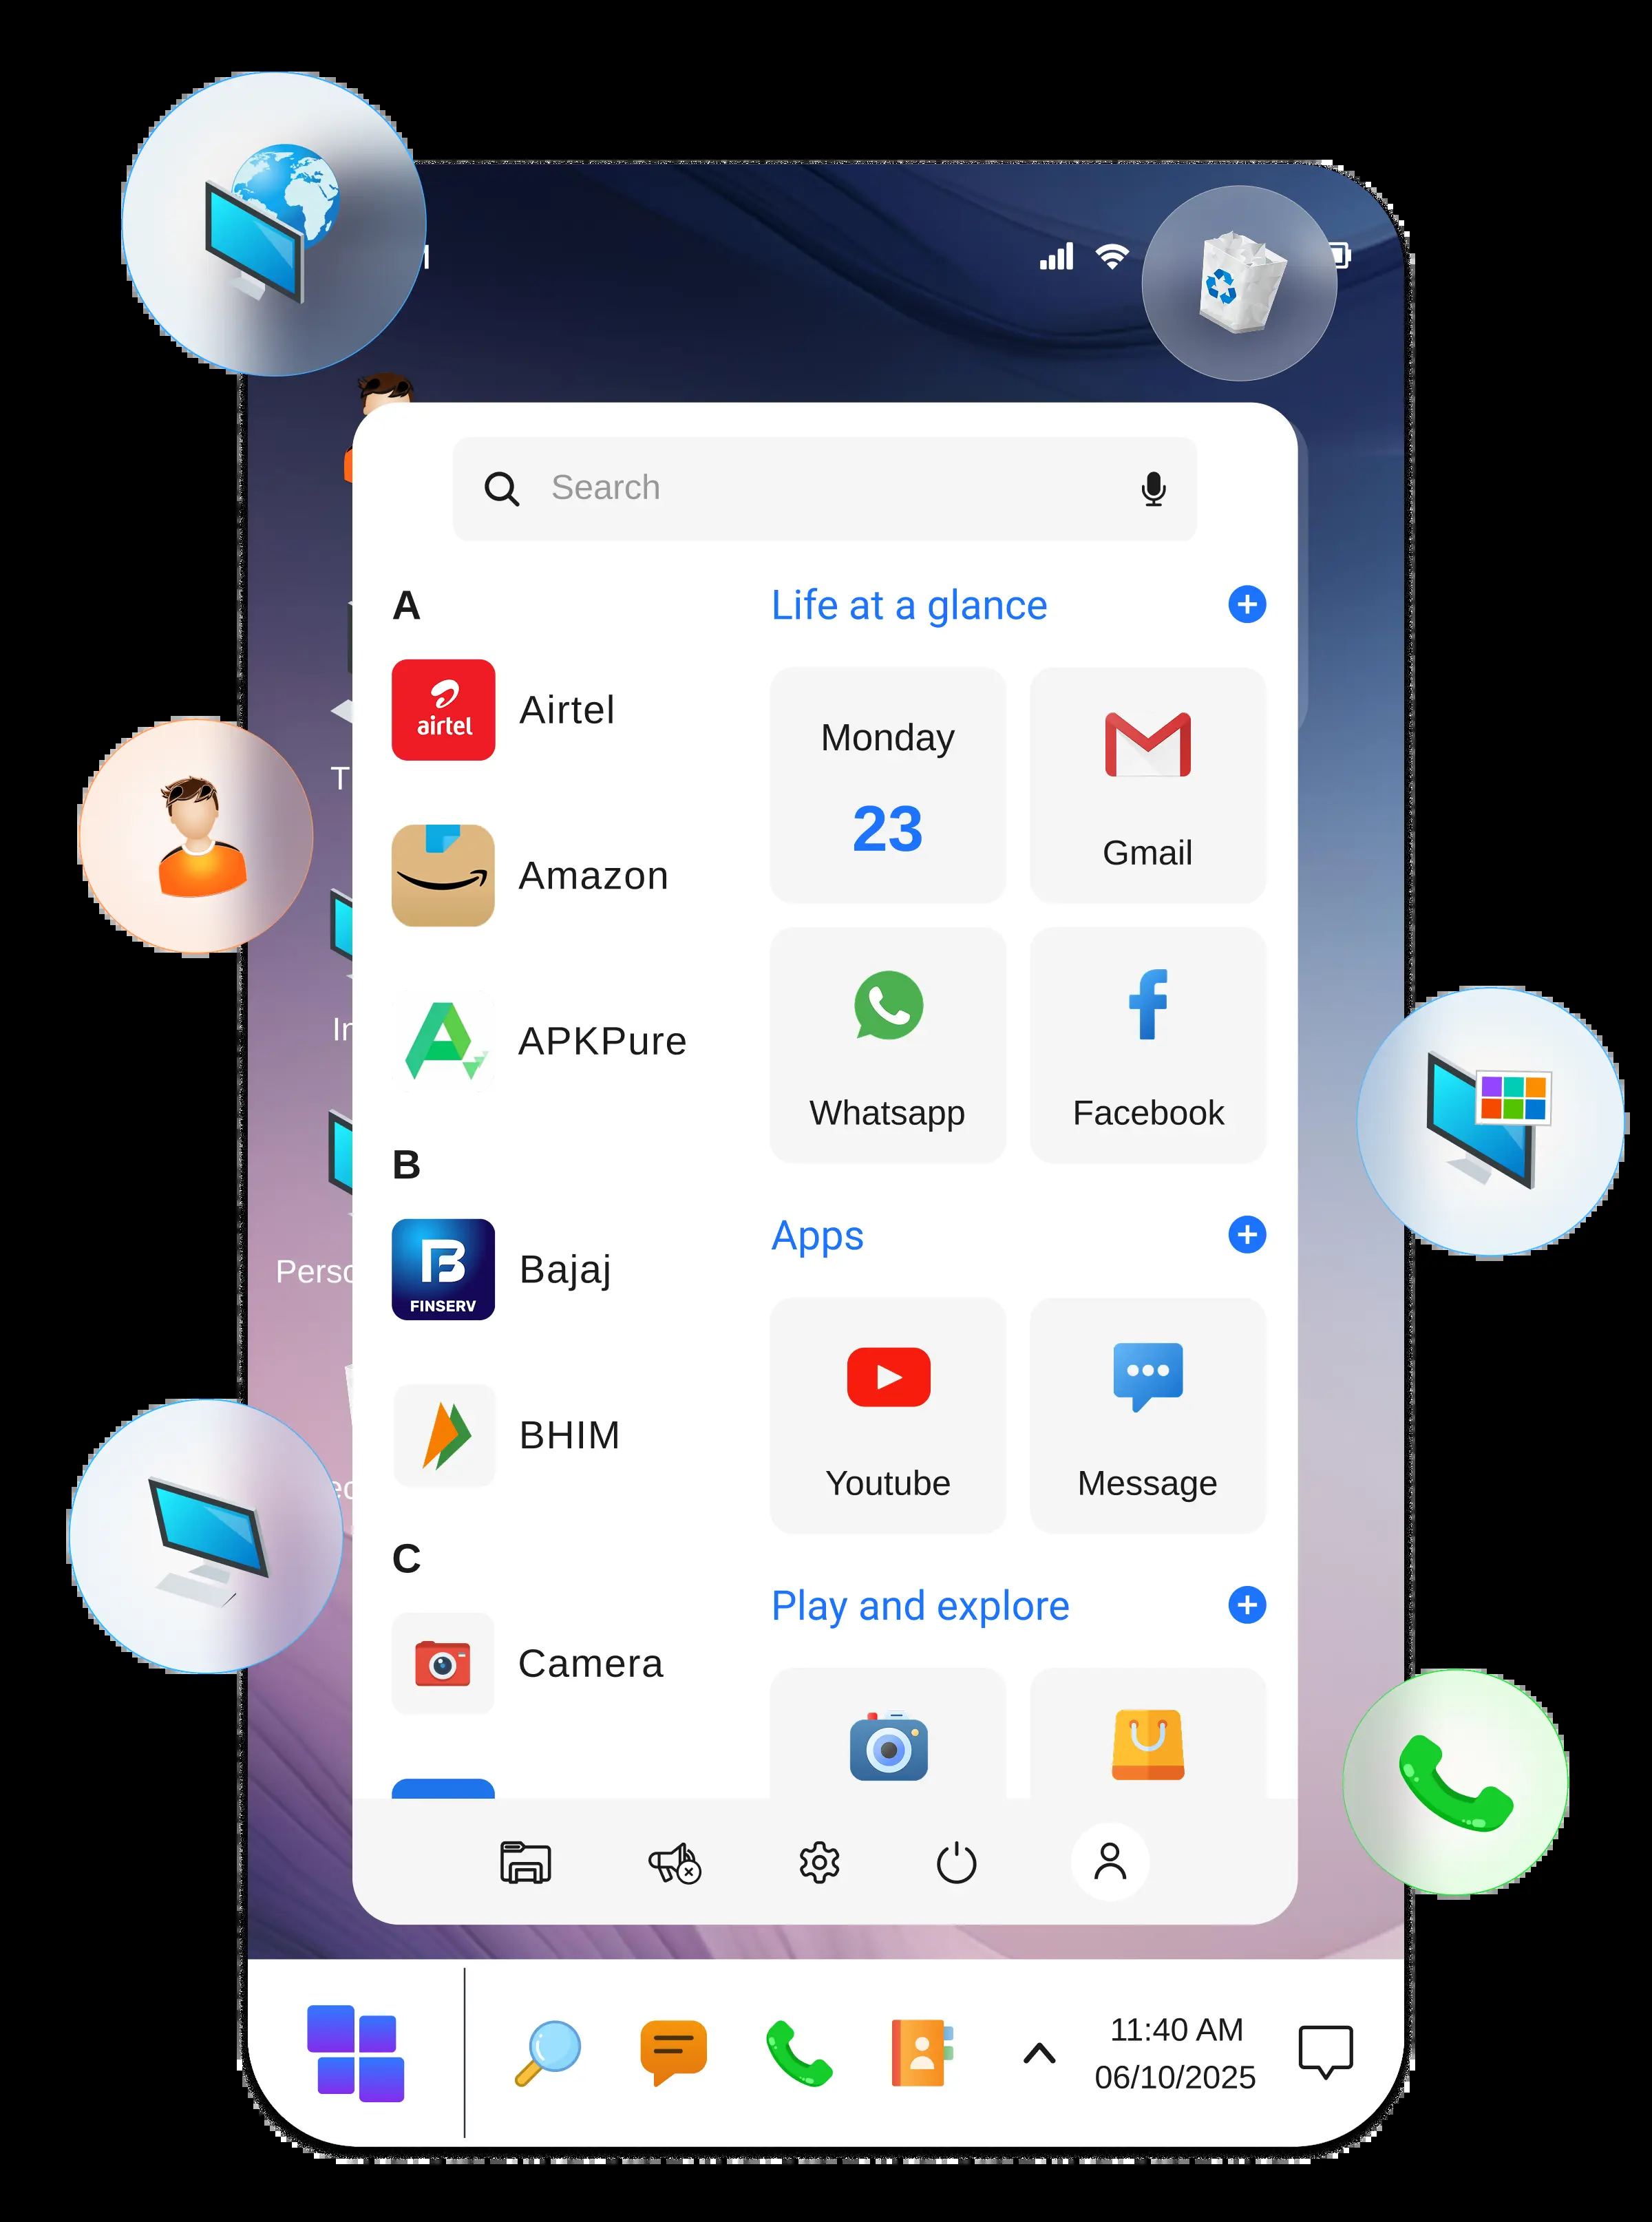 Search
A
Airtel
airtel
Amazon
APKPure
B
Bajaj
FINSERV
BHIM
C
Camera
Life at a glance
Monday
23
Gmail
Whatsapp
Facebook
Apps
Youtube
Message
Play and explore
11:40 AM
06/10/2025